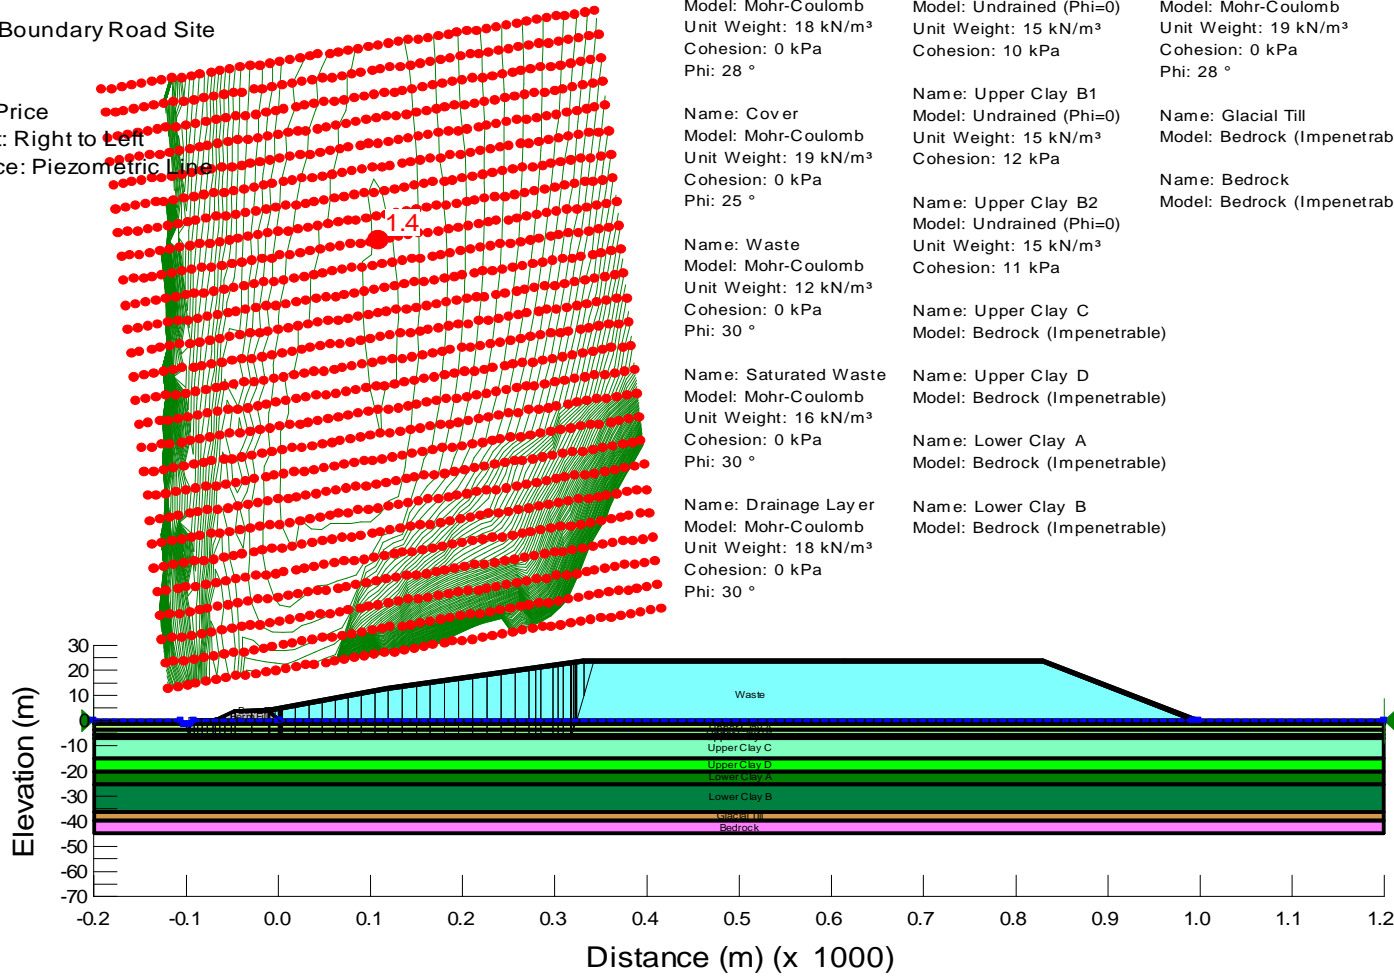 Boundary Road Site
Price
: Right to Left
ce: Piezometric Line
1.4
Model: Mohr-Coulomb
Unit Weight: 18 kN/m³
Cohesion: 0 kPa
Phi: 28 °
Name: Cover
Model: Mohr-Coulomb
Unit Weight: 19 kN/m³
Cohesion: 0 kPa
Phi: 25 °
Name: Waste
Model: Mohr-Coulomb
Unit Weight: 12 kN/m³
Cohesion: 0 kPa
Phi: 30 °
Name: Saturated Waste
Model: Mohr-Coulomb
Unit Weight: 16 kN/m³
Cohesion: 0 kPa
Phi: 30 °
Name: Drainage Layer
Model: Mohr-Coulomb
Unit Weight: 18 kN/m³
Cohesion: 0 kPa
Phi: 30 °
Model: Undrained (Phi=0)
Unit Weight: 15 kN/m³
Cohesion: 10 kPa
Name: Upper Clay B1
Model: Undrained (Phi=0)
Unit Weight: 15 kN/m³
Cohesion: 12 kPa
Name: Upper Clay B2
Model: Undrained (Phi=0)
Unit Weight: 15 kN/m³
Cohesion: 11 kPa
Name: Upper Clay C
Model: Bedrock (Impenetrable)
Name: Upper Clay D
Model: Bedrock (Impenetrable)
Name: Lower Clay A
Model: Bedrock (Impenetrable)
Name: Lower Clay B
Model: Bedrock (Impenetrable)
Model: Mohr-Coulomb
Unit Weight: 19 kN/m³
Cohesion: 0 kPa
Phi: 28 °
Name: Glacial Till
Model: Bedrock (Impenetrab
Name: Bedrock
Model: Bedrock (Impenetrab
Elevation (m)
30
20
10
0
-10
-20
-30
-40
-50
-60
-70
Waste
Upper Clay C
Upper Clay D
Lower Clay A
Lower Clay B
Glacial Till
Bedrock
-0.2
-0.1
0.0
0.1
0.2
0.3
0.4
0.5
0.6
0.7
0.8
0.9
1.0
1.1
1.2
Distance (m) (x 1000)